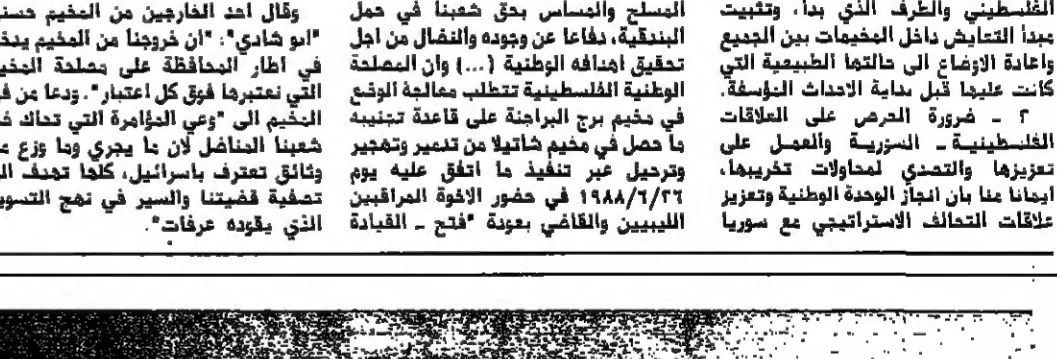 الفلسطيني والطرف الذي بدأ، وتثبيت
مبدأ التعايش داخل المخيمات بين الجميع
واعادة الاوضاع الى حالتها الطبيعية التي
كانت عليها قبل بداية الاحداث المؤسفة.
٢ ـ ضرورة الحرص على العلاقات
الفلسطينية ـ السورية والعمل على
تعزيزها والتصدي لمحاولات تخريبها،
ايمانا منا بأن انجاز الوحدة الوطنية وتعزيز
علاقات التحالف الاستراتيجي مع سوريا
المسلح والمساس بحق شعبنا في حمل
البندقية، دفاعا عن وجوده والنضال من اجل
تحقيق اهدافه الوطنية (...) وان المصلحة
الوطنية الفلسطينية تتطلب معالجة الوضع
في مخيم برج البراجنة على قاعدة تجنيبه
ما حصل في مخيم شاتيلا من تدمير وتهجير
وترحيل عبر تنفيذ ما اتفق عليه يوم
١٩٨٨/٦/٢٦ في حضور الاخوة المراقبين
الليبيين والقاضي بعودة "فتح ـ القيادة
وقال احد الخارجين من المخيم
"ابو شادي": "ان خروجنا من المخيم
في اطار المحافظة على مصلحة
التي نعتبرها فوق كل اعتبار". ودعا من
المخيم الى "وعي المؤامرة التي تحاك
شعبنا المناضل لأن ما يجري وما وزع
وثائق تعترف باسرائيل، كلها تهدف
تصفية قضيتنا والسير في نهج
الذي يقوده عرفات".